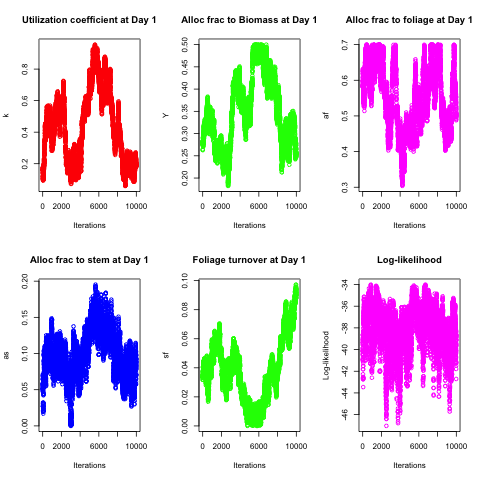 Utilization coefficient at Day 1
k
0.2 0.4 0.6 0.8
0 2000 6000 10000
Iterations
Alloc frac to Biomass at Day 1
Y
0.20 0.25 0.30 0.35 0.40 0.45 0.50
0 2000 6000 10000
Iterations
Alloc frac to foliage at Day 1
af
0.3 0.4 0.5 0.6 0.7
0 2000 6000 10000
Iterations
Alloc frac to stem at Day 1
as
0.00 0.05 0.10 0.15 0.20
0 2000 6000 10000
Iterations
Foliage turnover at Day 1
sf
0.00 0.02 0.04 0.06 0.08 0.10
0 2000 6000 10000
Iterations
Log-likelihood
Log-likelihood
-46 -44 -42 -40 -38 -36 -34
0 2000 6000 10000
Iterations